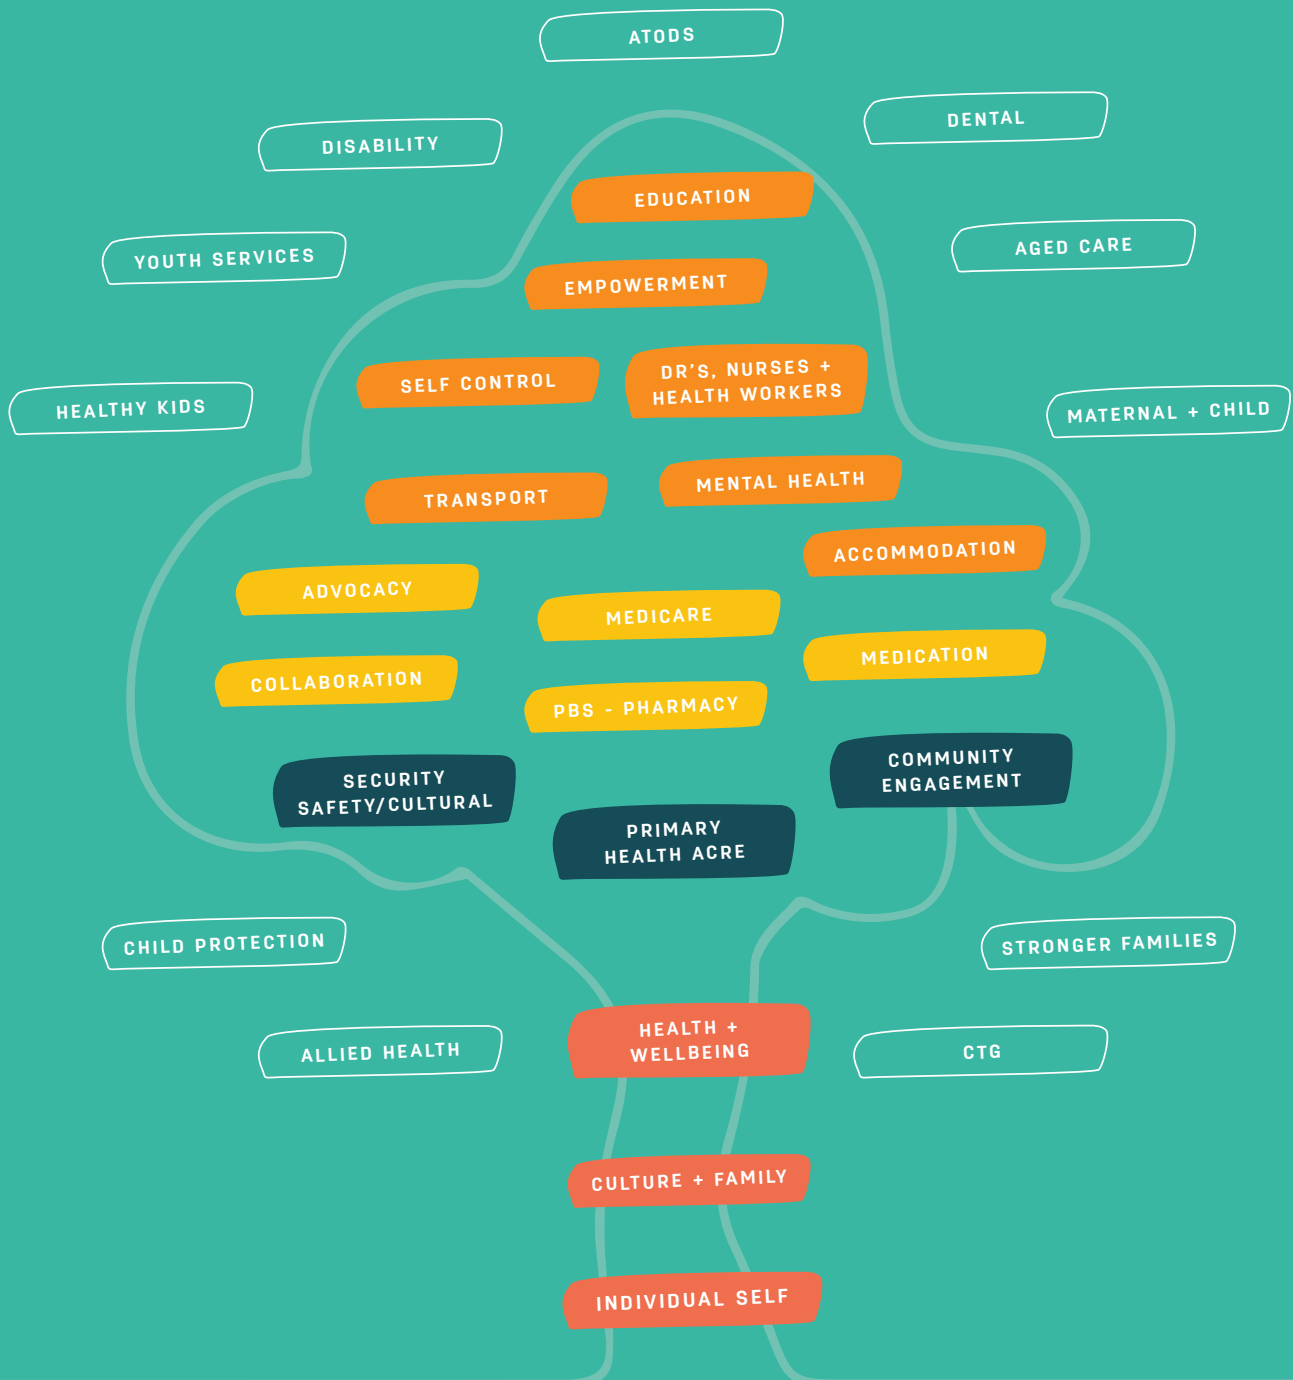 ATODS
DENTAL
DISABILITY
EDUCATION
YOUTH SERVICES
AGED CARE
EMPOWERMENT
SELF CONTROL
DR'S, NURSES +
HEALTH WORKERS
HEALTHY KIDS
MATERNAL + CHILD
TRANSPORT
MENTAL HEALTH
ACCOMMODATION
ADVOCACY
MEDICARE
MEDICATION
COLLABORATION
PBS - PHARMACY
SECURITY
SAFETY/CULTURAL
COMMUNITY
ENGAGEMENT
PRIMARY
HEALTH ACRE
CHILD PROTECTION
STRONGER FAMILIES
HEALTH +
WELLBEING
ALLIED HEALTH
CTG
CULTURE + FAMILY
INDIVIDUAL SELF